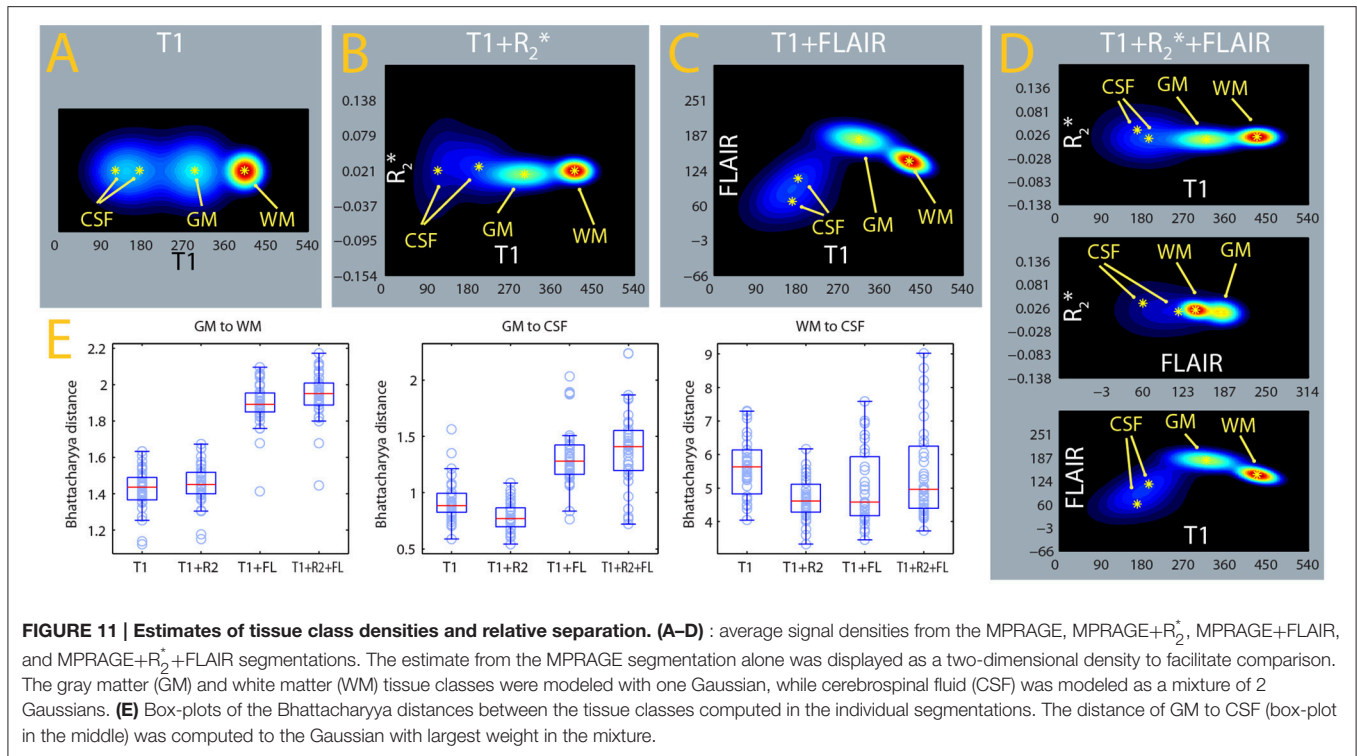 A
T1
CSF
GM
WM
0 90 180 270 360 450 540
T1
B
T1+R2*
0.138
0.079
0.021
−0.037
−0.095
−0.154
R2*
CSF
GM
WM
T1
0 90 180 270 360 450 540
C
T1+FLAIR
251
187
124
60
−3
−66
FLAIR
CSF
GM
WM
T1
0 90 180 270 360 450 540
D
T1+R2*+FLAIR
0.136
0.081
0.026
−0.028
−0.083
−0.138
R2*
CSF
GM
WM
T1
0 90 180 270 360 450 540
0.136
0.081
0.026
−0.028
−0.083
−0.138
R2*
CSF
WM
GM
FLAIR
−3 60 123 187 250 314
251
187
124
60
−3
−66
FLAIR
CSF
GM
WM
T1
0 90 180 270 360 450 540
E
GM to WM
Bhattacharyya distance
2.2
2
1.8
1.6
1.4
1.2
T1 T1+R2 T1+FL T1+R2+FL
GM to CSF
Bhattacharyya distance
2
1.5
1
0.5
T1 T1+R2 T1+FL T1+R2+FL
WM to CSF
Bhattacharyya distance
9
8
7
6
5
4
T1 T1+R2 T1+FL T1+R2+FL
FIGURE 11 | Estimates of tissue class densities and relative separation. (A–D) : average signal densities from the MPRAGE, MPRAGE+R2*, MPRAGE+FLAIR,
and MPRAGE+R2*+FLAIR segmentations. The estimate from the MPRAGE segmentation alone was displayed as a two-dimensional density to facilitate comparison.
The gray matter (GM) and white matter (WM) tissue classes were modeled with one Gaussian, while cerebrospinal fluid (CSF) was modeled as a mixture of 2
Gaussians. (E) Box-plots of the Bhattacharyya distances between the tissue classes computed in the individual segmentations. The distance of GM to CSF (box-plot
in the middle) was computed to the Gaussian with largest weight in the mixture.